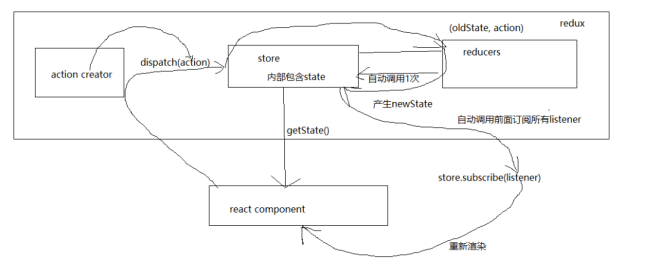 (oldState, action)
redux
action creator
dispatch(action)
store
内部包含state
reducers
自动调用1次
产生newState
自动调用前面订阅所有listener
getState()
store.subscribe(listener)
react component
重新渲染